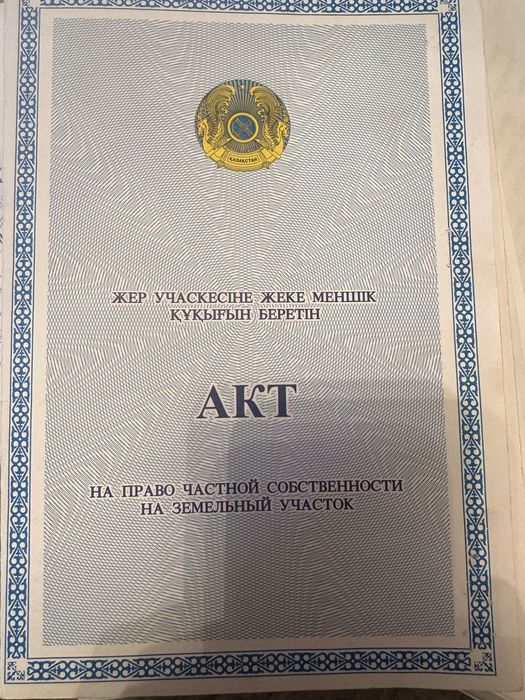 ҚАЗАҚСТАН
ЖЕР УЧАСКЕСІНЕ ЖЕКЕ МЕНШІК
ҚҰҚЫҒЫН БЕРЕТІН
АКТ
НА ПРАВО ЧАСТНОЙ СОБСТВЕННОСТИ
НА ЗЕМЕЛЬНЫЙ УЧАСТОК